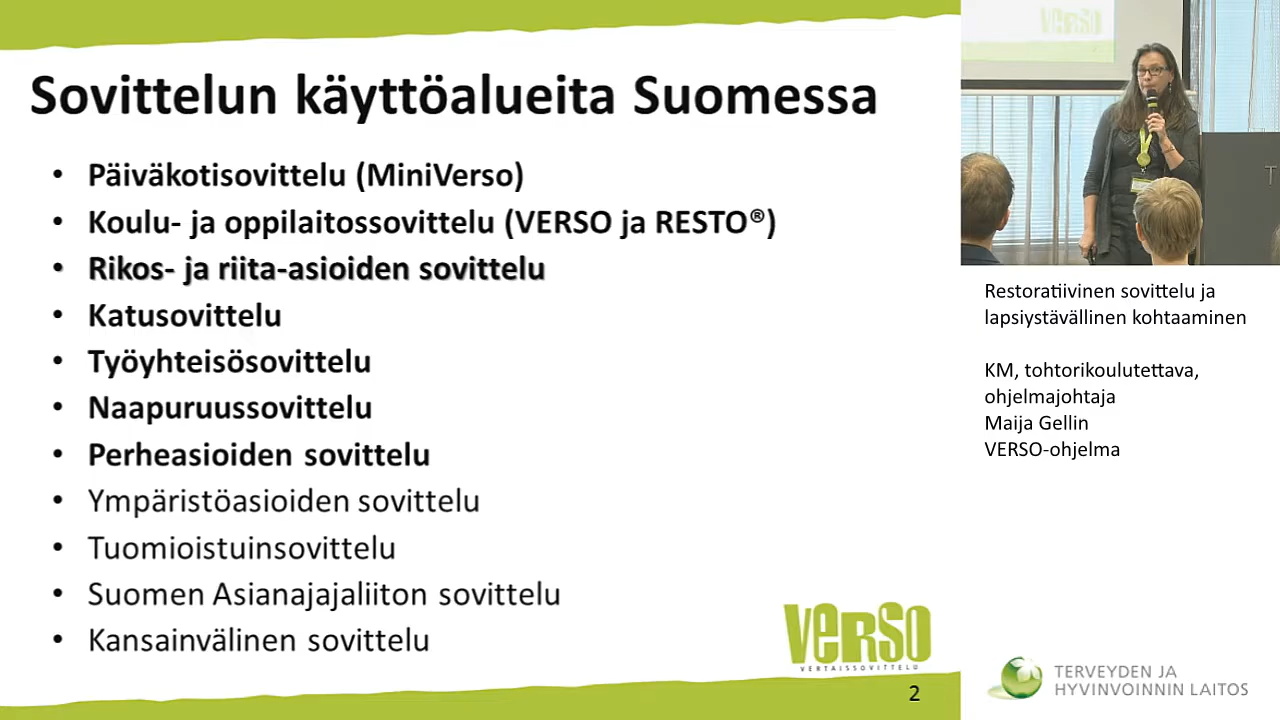 Sovittelun käyttöalueita Suomessa
• Päiväkotisovittelu (MiniVerso)
• Koulu- ja oppilaitossovittelu (VERSO ja RESTO®)
• Rikos- ja riita-asioiden sovittelu
• Katusovittelu
• Työyhteisösovittelu
• Naapuruussovittelu
• Perheasioiden sovittelu
• Ympäristöasioiden sovittelu
• Tuomioistuinsovittelu
• Suomen Asianajajaliiton sovittelu
• Kansainvälinen sovittelu
VERSO
VERTAISSOVITTELU
2
VERSO
Restoratiivinen sovittelu ja
lapsiystävällinen kohtaaminen
KM, tohtorikoulutettava,
ohjelmajohtaja
Maija Gellin
VERSO-ohjelma
TERVEYDEN JA
HYVINVOINNIN LAITOS